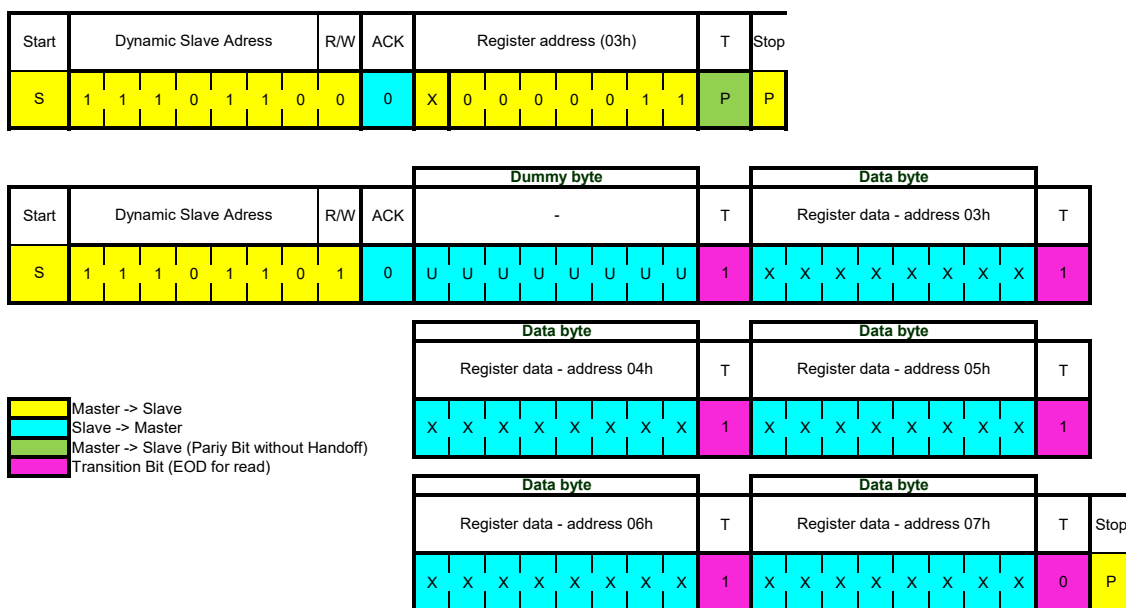 Start Dynamic Slave Adress R/W ACK Register address (03h) T Stop
S 1 1 1 0 1 1 0 0 0 X 0 0 0 0 0 1 1 P P
Dummy byte Data byte
Start Dynamic Slave Adress R/W ACK - T Register data - address 03h T
S 1 1 1 0 1 1 0 1 0 U U U U U U U U 1 X X X X X X X X 1
Data byte Data byte
Register data - address 04h T Register data - address 05h T
X X X X X X X X 1 X X X X X X X X 1
Master -> Slave
Slave -> Master
Master -> Slave (Pariy Bit without Handoff)
Transition Bit (EOD for read)
Data byte Data byte
Register data - address 06h T Register data - address 07h T Stop
X X X X X X X X 1 X X X X X X X X 0 P